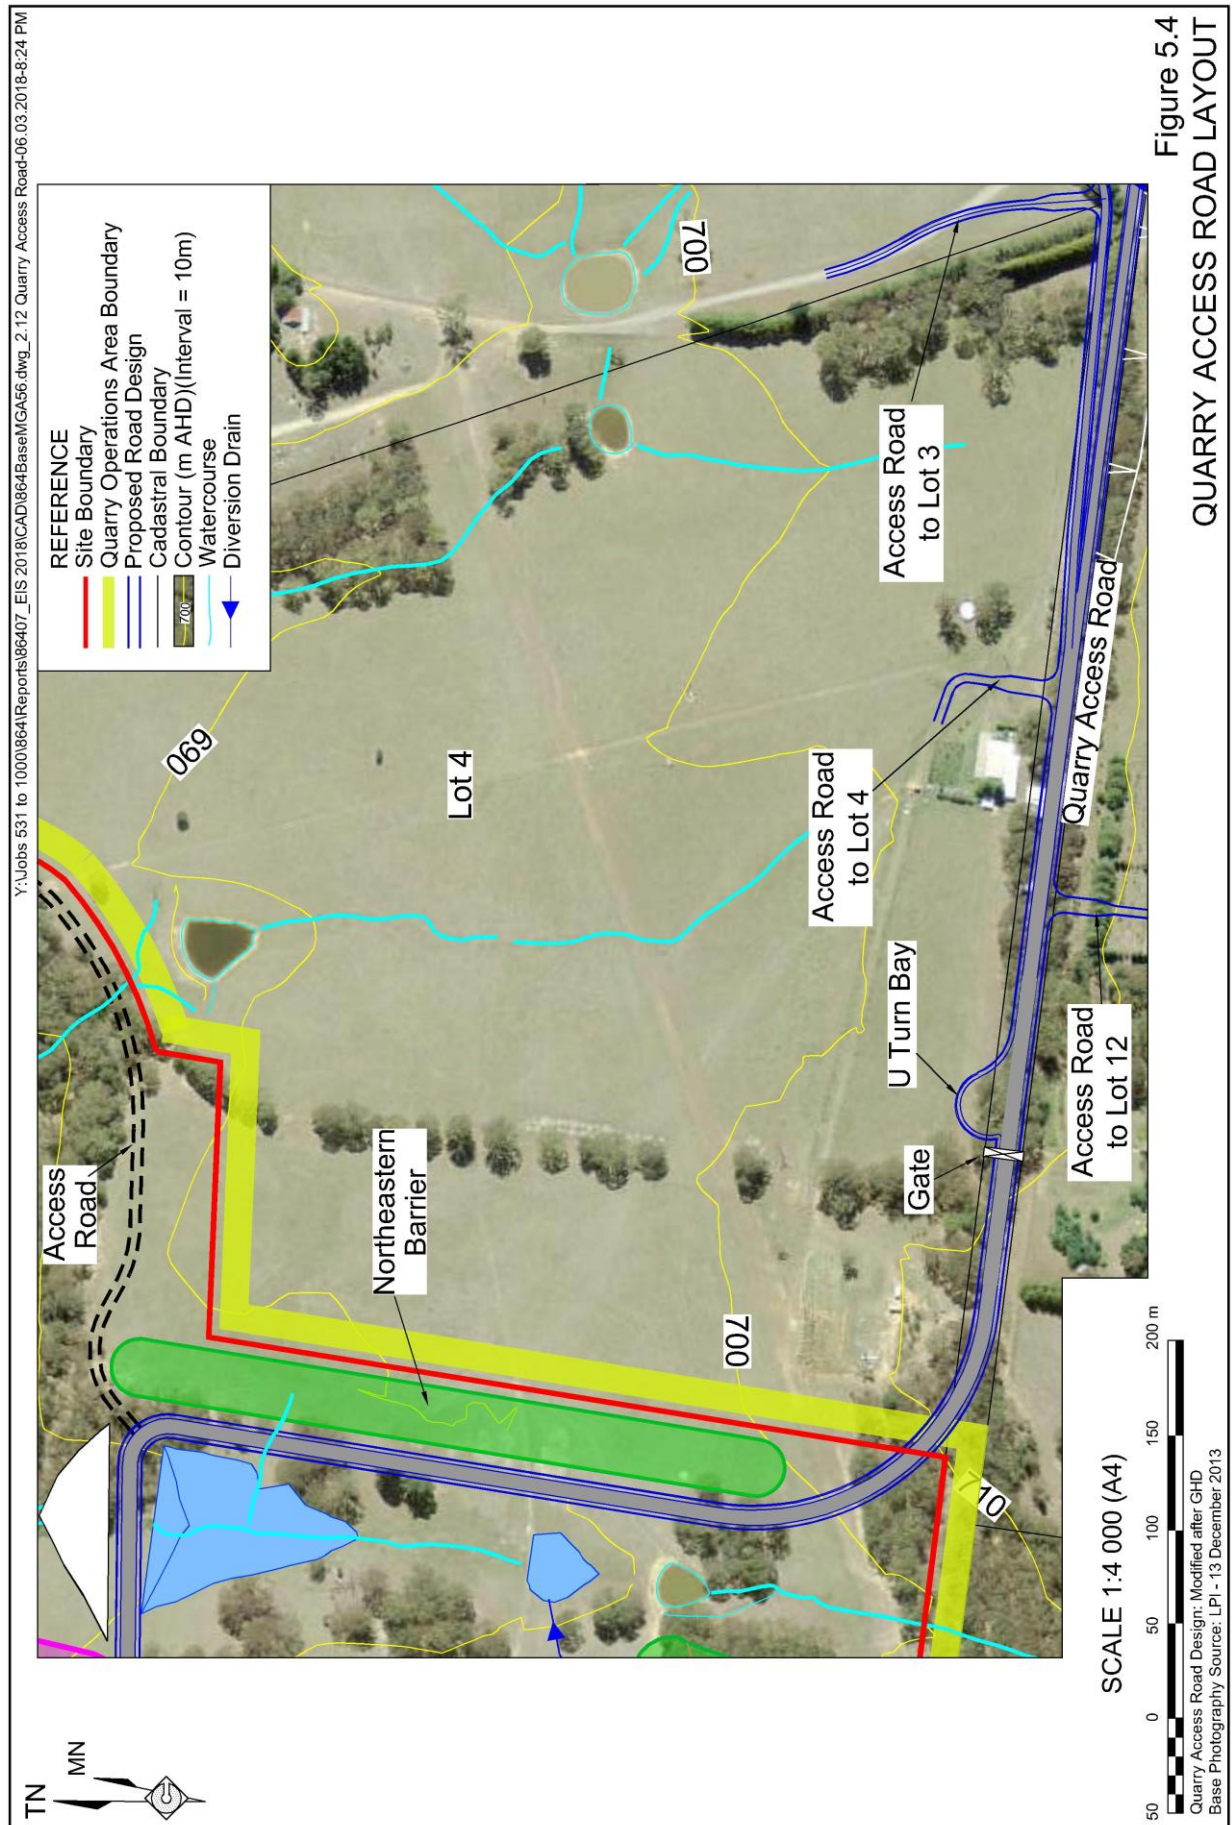 Y:\Jobs 531 to 1000\864\Reports\86407_EIS 2018\CAD\864BaseMGA56.dwg_2.12 Quarry Access Road-06.03.2018-8:24 PM
TN
MN
REFERENCE
Site Boundary
Quarry Operations Area Boundary
Proposed Road Design
Cadastral Boundary
700
Contour (m AHD)(Interval = 10m)
Watercourse
Diversion Drain
Access
Road
690
Northeastern
Barrier
Lot 4
700
700
710
Gate
U Turn Bay
Access Road
to Lot 4
Access Road
to Lot 3
Access Road
to Lot 12
Quarry Access Road
SCALE 1:4 000 (A4)
50 0 50 100 150 200 m
Quarry Access Road Design: Modified after GHD
Base Photography Source: LPI - 13 December 2013
Figure 5.4
QUARRY ACCESS ROAD LAYOUT